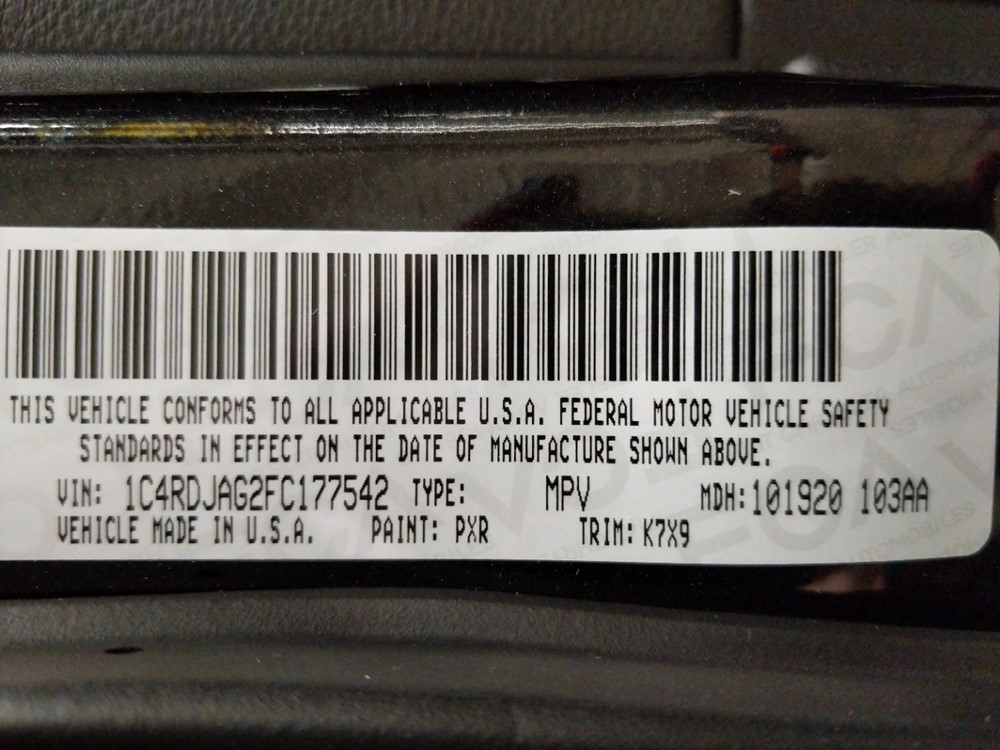 THIS VEHICLE CONFORMS TO ALL APPLICABLE U.S.A. FEDERAL MOTOR VEHICLE SAFETY
STANDARDS IN EFFECT ON THE DATE OF MANUFACTURE SHOWN ABOVE.
VIN: 1C4RDJAG2FC177542 TYPE: MPV MDH: 101920 103AA
VEHICLE MADE IN U.S.A. PAINT: PXR TRIM: K7X9